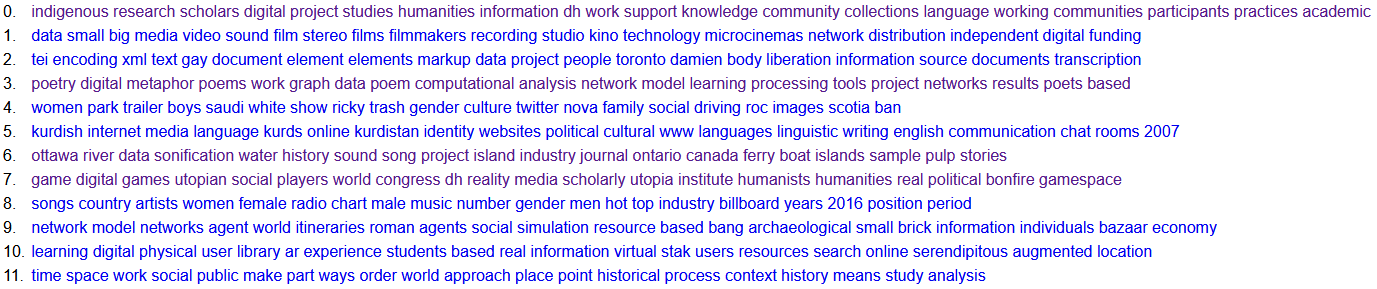 0. indigenous research scholars digital project studies humanities information dh work support knowledge community collections language working communities participants practices academic
1. data small big media video sound film stereo films filmmakers recording studio kino technology microcinemas network distribution independent digital funding
2. tei encoding xml text gay document element elements markup data project people toronto damien body liberation information source documents transcription
3. poetry digital metaphor poems work graph data poem computational analysis network model learning processing tools project networks results poets based
4. women park trailer boys saudi white show ricky trash gender culture twitter nova family social driving roc images scotia ban
5. kurdish internet media language kurds online kurdistan identity websites political cultural www languages linguistic writing english communication chat rooms 2007
6. ottawa river data sonification water history sound song project island industry journal ontario canada ferry boat islands sample pulp stories
7. game digital games utopian social players world congress dh reality media scholarly utopia institute humanists humanities real political bonfire gamespace
8. songs country artists women female radio chart male music number gender men hot top industry billboard years 2016 position period
9. network model networks agent world itineraries roman agents social simulation resource based bang archaeological small brick information individuals bazaar economy
10. learning digital physical user library ar experience students based real information virtual stak users resources search online serendipitous augmented location
11. time space work social public make part ways order world approach place point historical process context history means study analysis